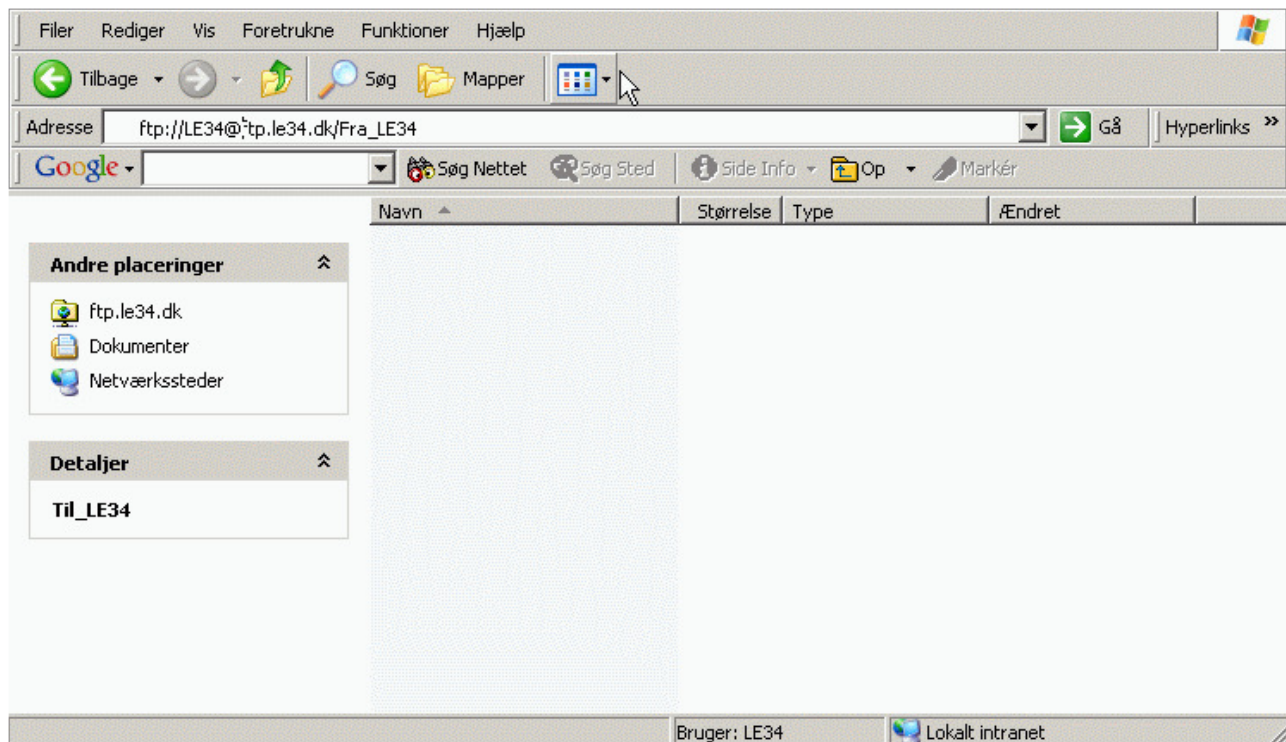 Filer Rediger Vis Foretrukne Funktioner Hjælp
Tilbage Søg Mapper
Adresse ftp://LE34@ftp.le34.dk/Fra_LE34 Gå Hyperlinks »
Google Søg Nettet Søg Sted Side Info Op Markér
Navn Størrelse Type Ændret
Andre placeringer
ftp.le34.dk
Dokumenter
Netværkssteder
Detaljer
Til_LE34
Bruger: LE34 Lokalt intranet